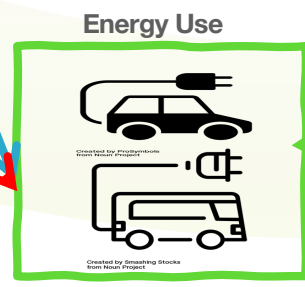 Energy Use
Created by ProSymbols
from Noun Project
Created by Smashing Stocks
from Noun Project